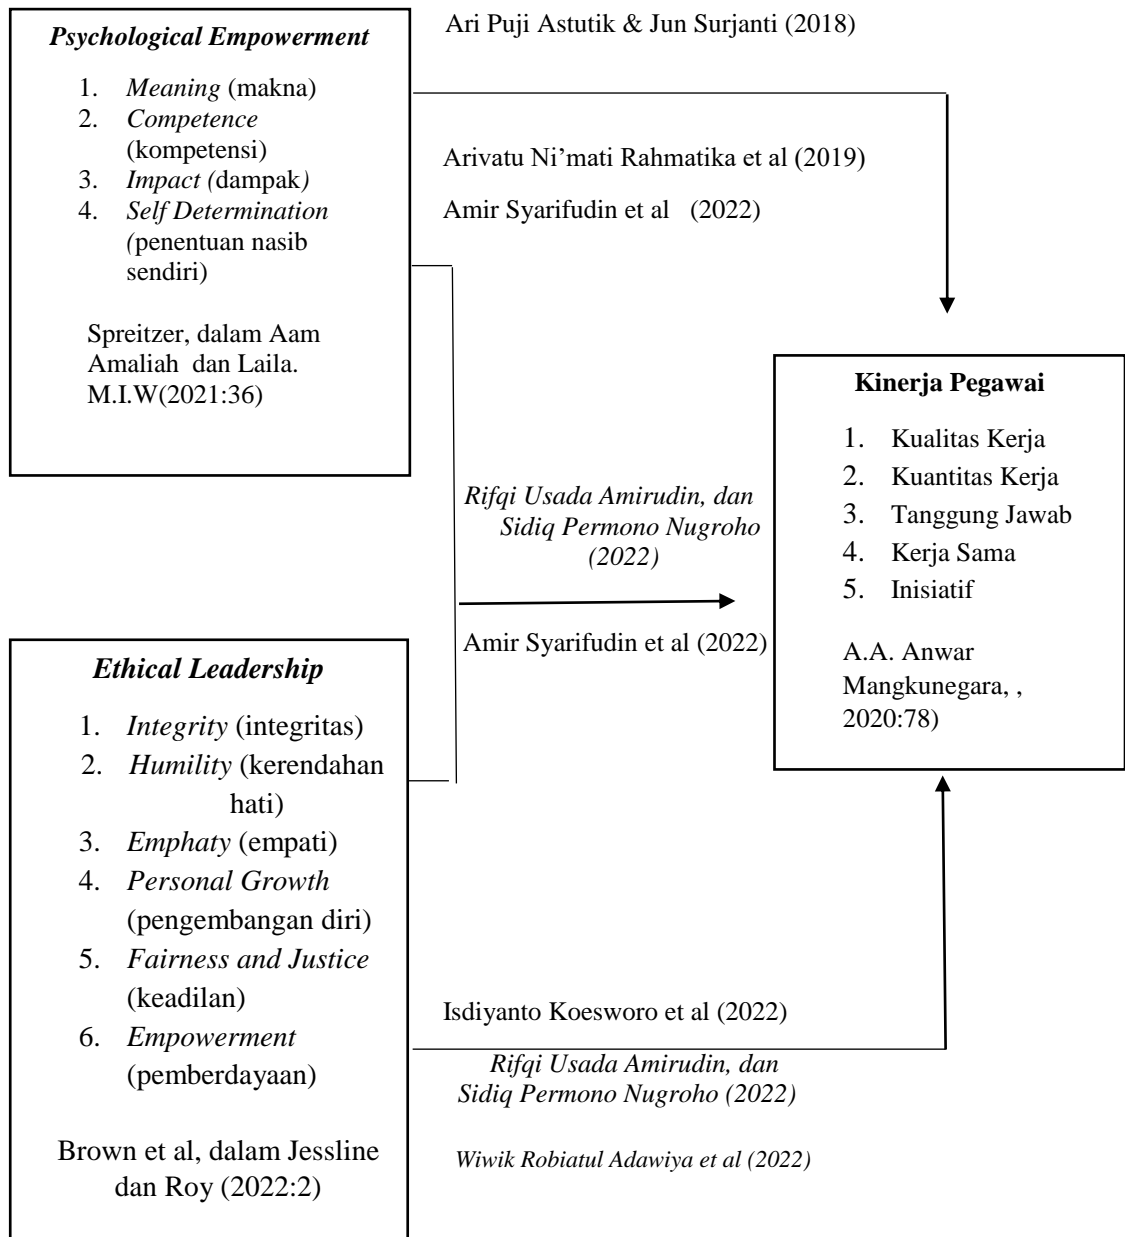 Psychological Empowerment
1. Meaning (makna)
2. Competence
(kompetensi)
3. Impact (dampak)
4. Self Determination
(penentuan nasib
sendiri)
Spreitzer, dalam Aam
Amaliah dan Laila.
M.I.W(2021:36)
Ari Puji Astutik & Jun Surjanti (2018)
Arivatu Ni’mati Rahmatika et al (2019)
Amir Syarifudin et al (2022)
Rifqi Usada Amirudin, dan
Sidiq Permono Nugroho
(2022)
Amir Syarifudin et al (2022)
Kinerja Pegawai
1. Kualitas Kerja
2. Kuantitas Kerja
3. Tanggung Jawab
4. Kerja Sama
5. Inisiatif
A.A. Anwar
Mangkunegara, ,
2020:78)
Ethical Leadership
1. Integrity (integritas)
2. Humility (kerendahan
hati)
3. Emphaty (empati)
4. Personal Growth
(pengembangan diri)
5. Fairness and Justice
(keadilan)
6. Empowerment
(pemberdayaan)
Brown et al, dalam Jessline
dan Roy (2022:2)
Isdiyanto Koesworo et al (2022)
Rifqi Usada Amirudin, dan
Sidiq Permono Nugroho (2022)
Wiwik Robiatul Adawiya et al (2022)